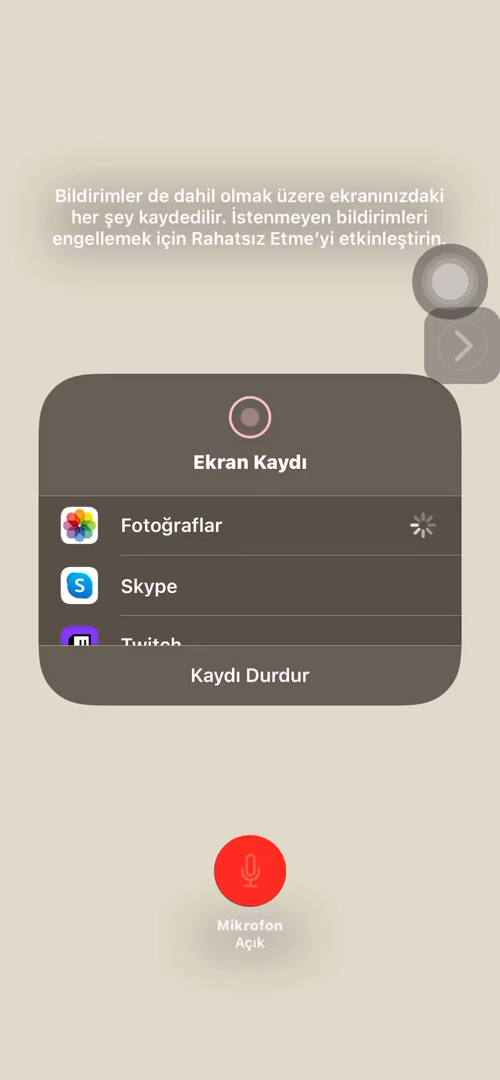 Bildirimler de dahil olmak üzere ekranınızdaki
her şey kaydedilir. İstenmeyen bildirimleri
engellemek için Rahatsız Etme’yi etkinleştirin.
Ekran Kaydı
Fotoğraflar
Skype
Twitch
Kaydı Durdur
Mikrofon
Açık